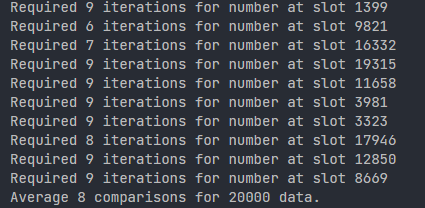 Required 9 iterations for number at slot 1399
Required 6 iterations for number at slot 9821
Required 7 iterations for number at slot 16332
Required 9 iterations for number at slot 19315
Required 9 iterations for number at slot 11658
Required 9 iterations for number at slot 3981
Required 9 iterations for number at slot 3323
Required 8 iterations for number at slot 17946
Required 9 iterations for number at slot 12850
Required 9 iterations for number at slot 8669
Average 8 comparisons for 20000 data.